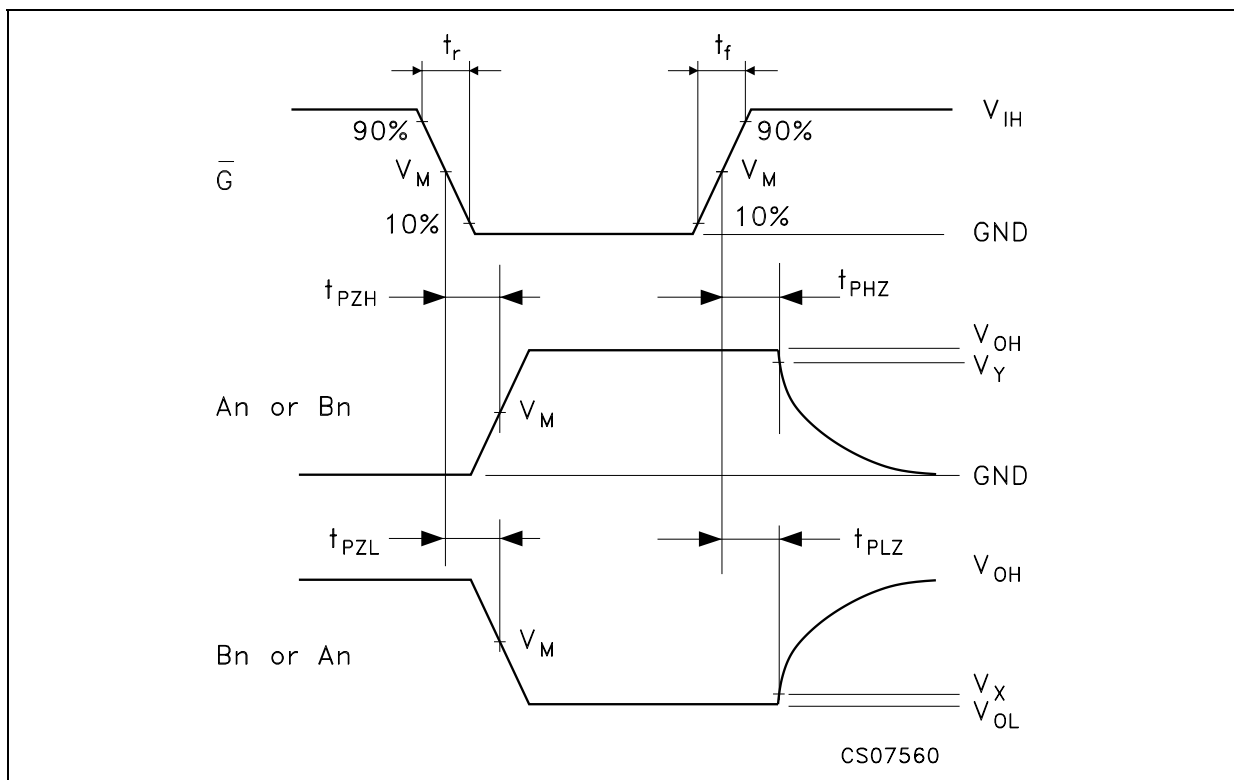 tr
tf
90%
90%
VIH
G̅
VM
VM
10%
10%
GND
tPZH
tPHZ
VOH
VY
An or Bn
VM
GND
tPZL
tPLZ
VOH
Bn or An
VM
VX
VOL
CS07560